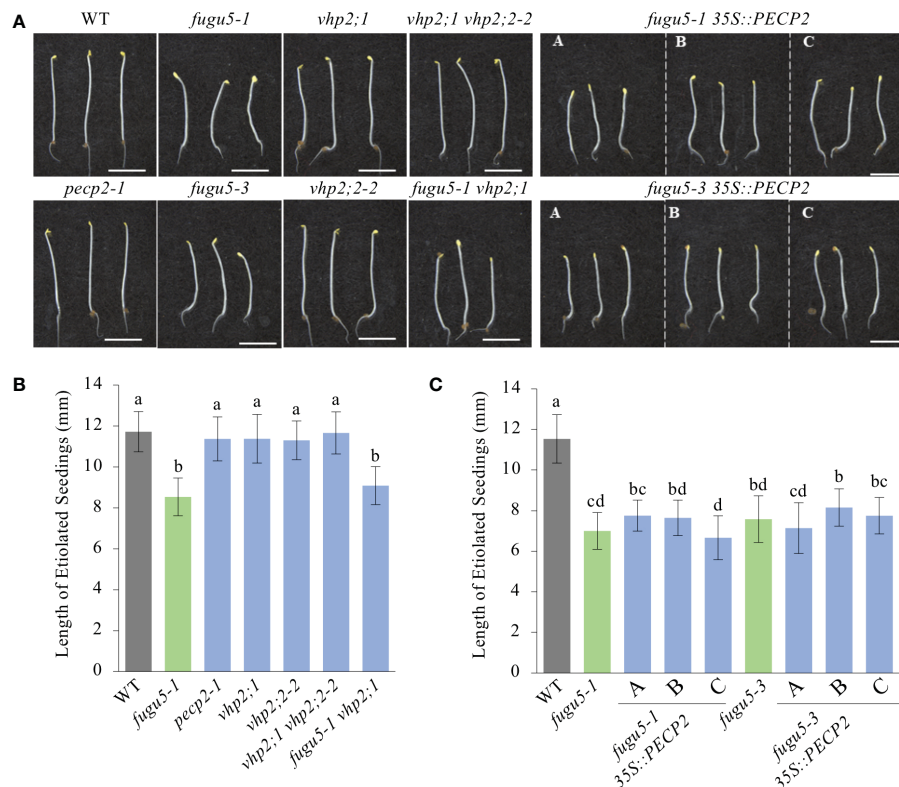 A
WT
fugu5-1
vhp2;1
vhp2;1 vhp2;2-2
fugu5-1 35S::PECP2
A
B
C
pecp2-1
fugu5-3
vhp2;2-2
fugu5-1 vhp2;1
fugu5-3 35S::PECP2
A
B
C
B
Length of Etiolated Seedings (mm)
14
12
10
8
6
4
2
0
a
b
a
a
a
a
b
WT
fugu5-1
pecp2-1
vhp2;1
vhp2;2-2
vhp2;1 vhp2;2-2
fugu5-1 vhp2;1
C
Length of Etiolated Seedings (mm)
14
12
10
8
6
4
2
0
a
cd
bc
bd
d
bd
cd
b
bc
WT
fugu5-1
A
B
C
fugu5-1
35S::PECP2
fugu5-3
A
B
C
fugu5-3
35S::PECP2